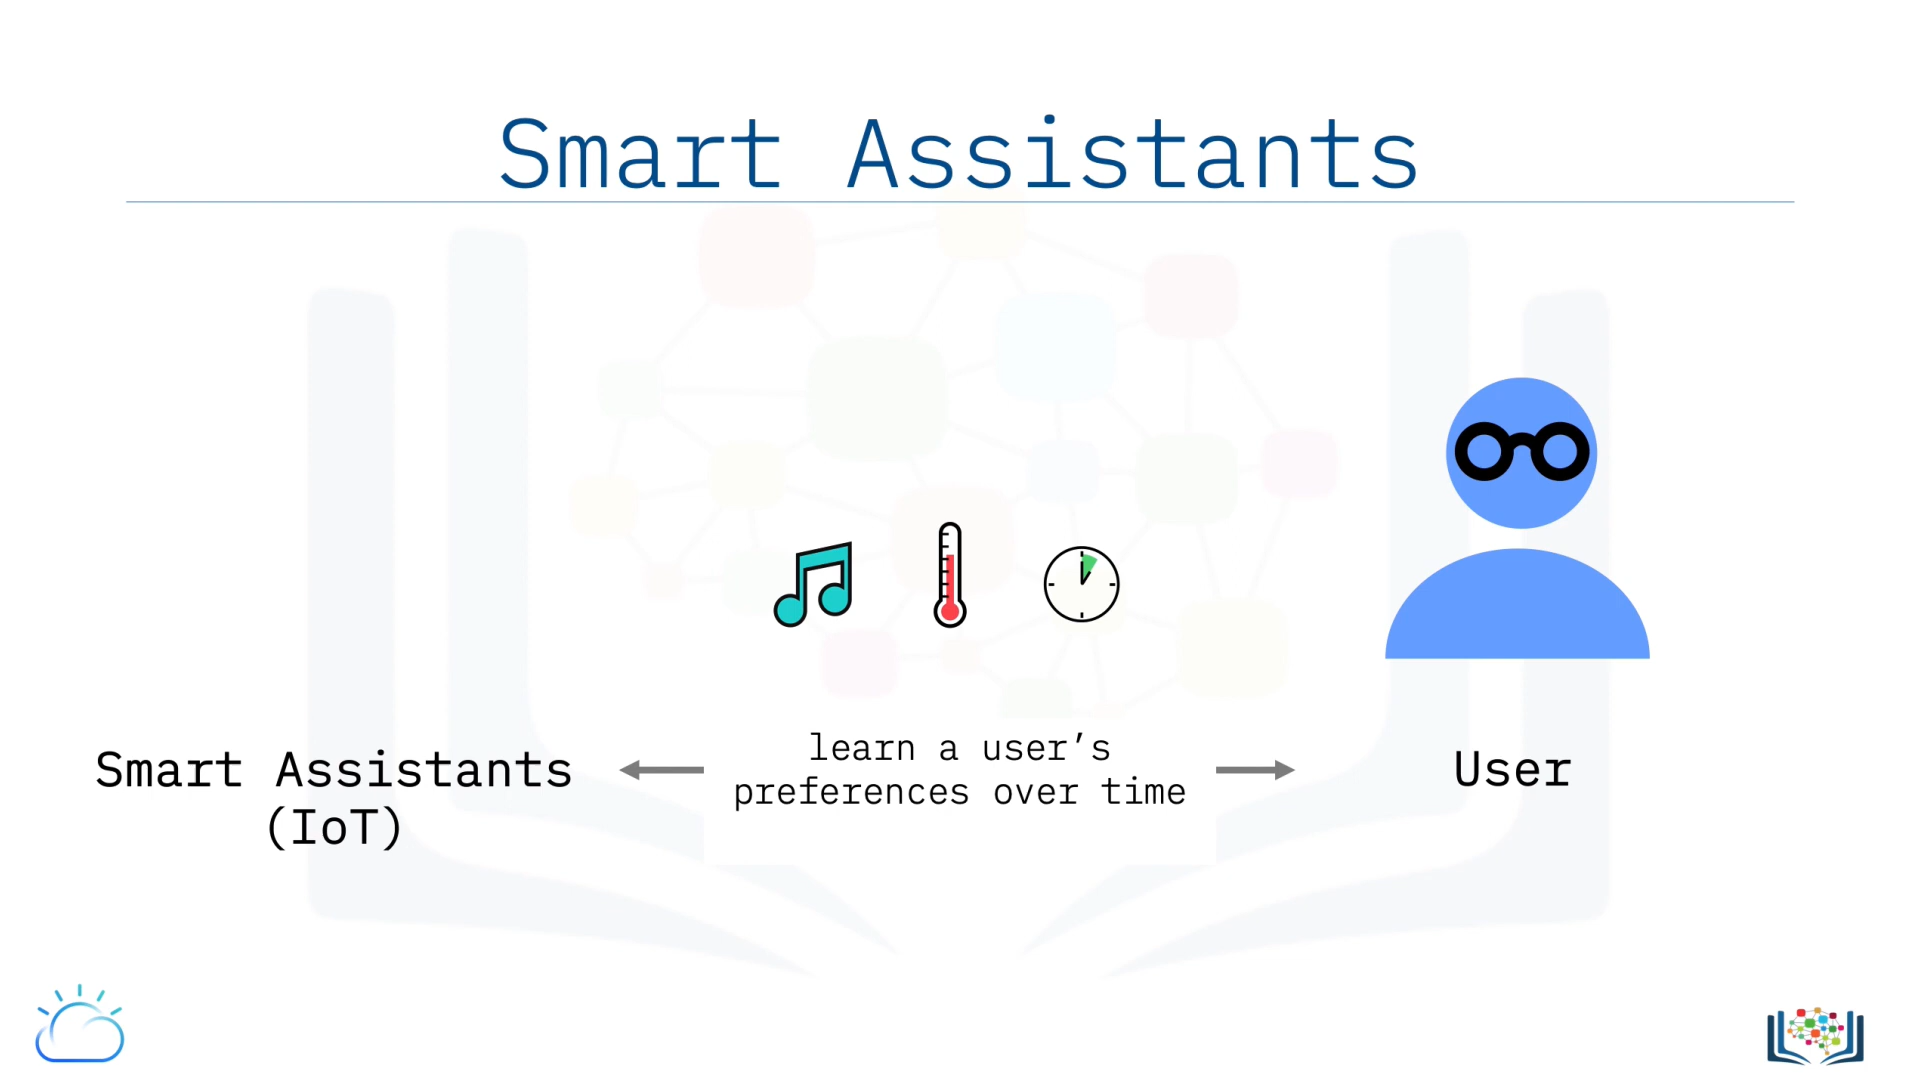 Smart Assistants
learn a user’s
preferences over time
Smart Assistants
(IoT)
User